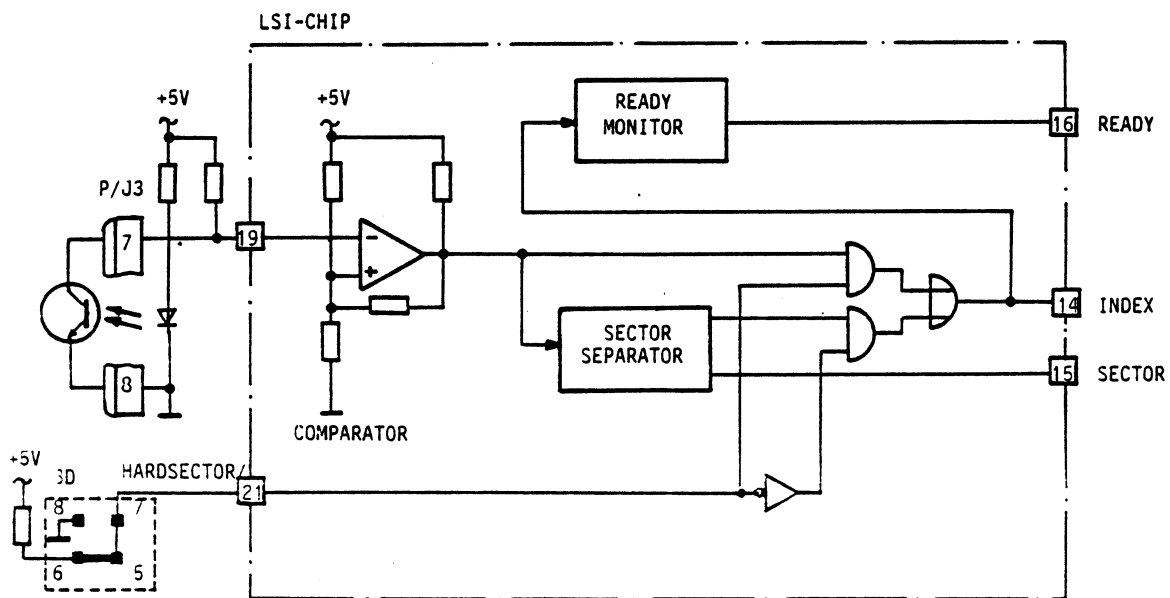 LSI-CHIP
+5V
+5V
READY
MONITOR
16
READY
P/J3
7
19
-
+
14
INDEX
SECTOR
SEPARATOR
8
15
SECTOR
COMPARATOR
+5V
HARDSECTOR/
21
8
7
6
5